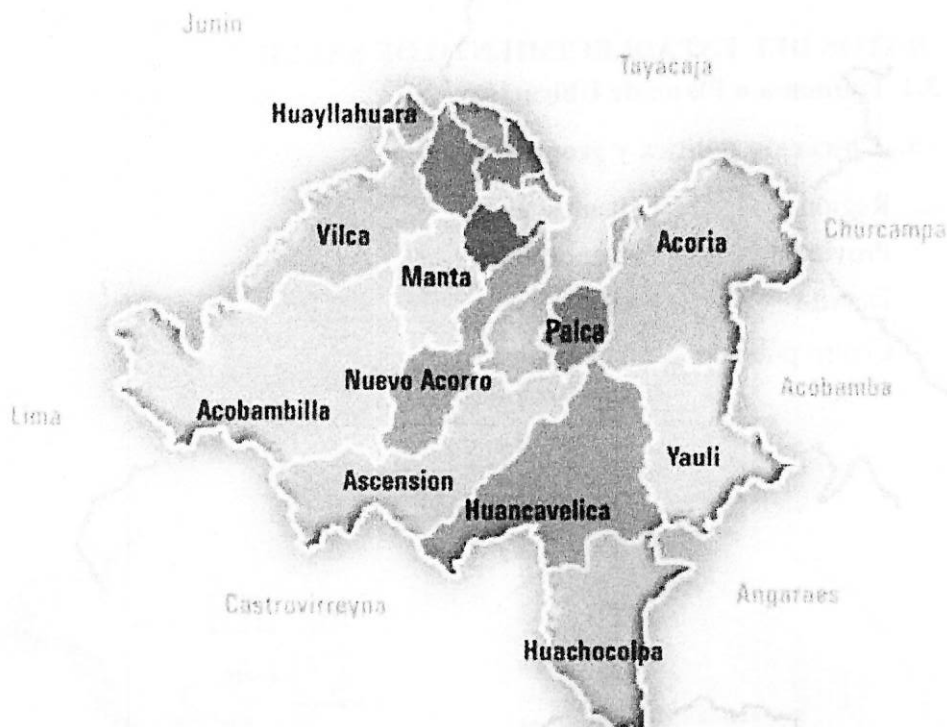 Junin
Tayacaja
Huayllahuara
Vilca
Acoria
Churcampa
Manta
Palca
Nuevo Acorro
Acobamba
Lima
Acobambilla
Yauli
Ascension
Huancavelica
Castrovirreyna
Angaraes
Huachocolpa